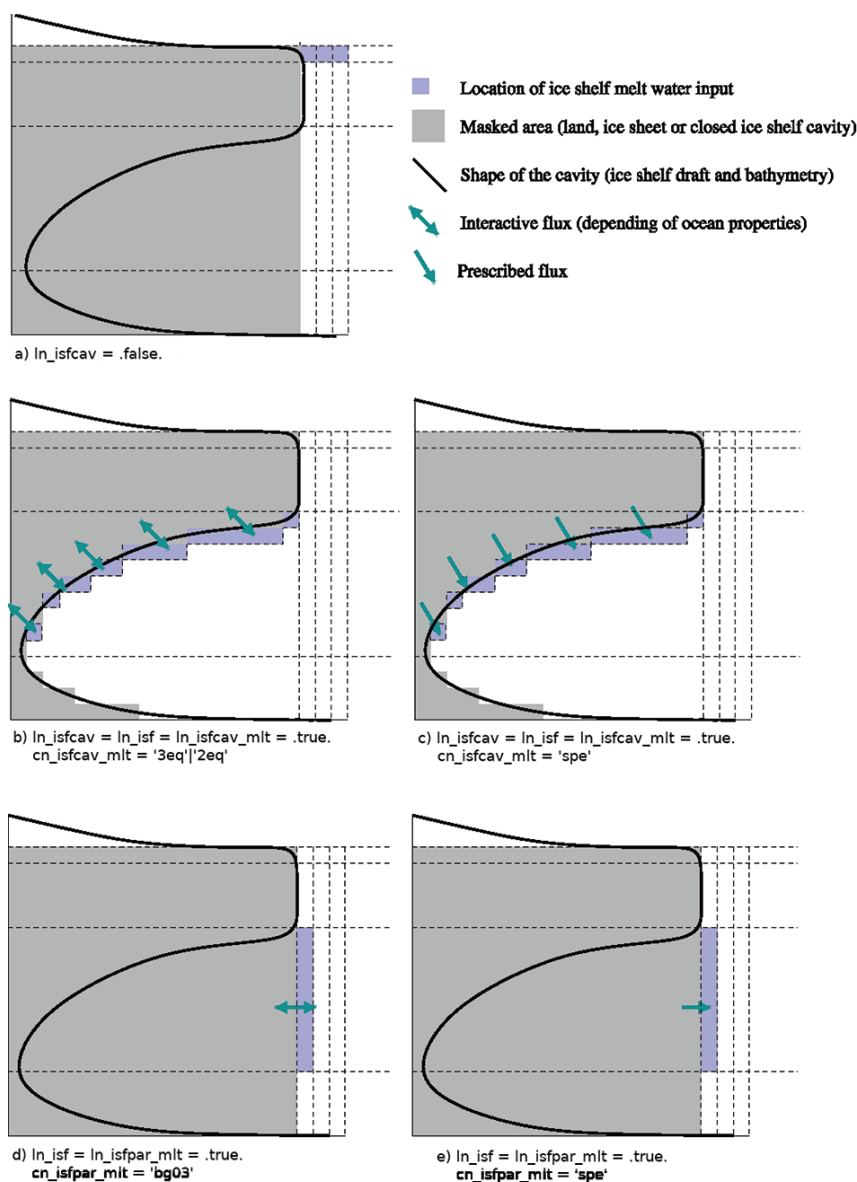 Location of ice shelf melt water input
Masked area (land, ice sheet or closed ice shelf cavity)
Shape of the cavity (ice shelf draft and bathymetry)
Interactive flux (depending of ocean properties)
Prescribed flux
a) ln_isfcav = .false.
b) ln_isfcav = ln_isf = ln_isfcav_mlt = .true.
cn_isfcav_mlt = '3eq'|'2eq'
c) ln_isfcav = ln_isf = ln_isfcav_mlt = .true.
cn_isfcav_mlt = 'spe'
d) ln_isf = ln_isfpar_mlt = .true.
cn_isfpar_mlt = 'bg03'
e) ln_isf = ln_isfpar_mlt = .true.
cn_isfpar_mlt = 'spe'